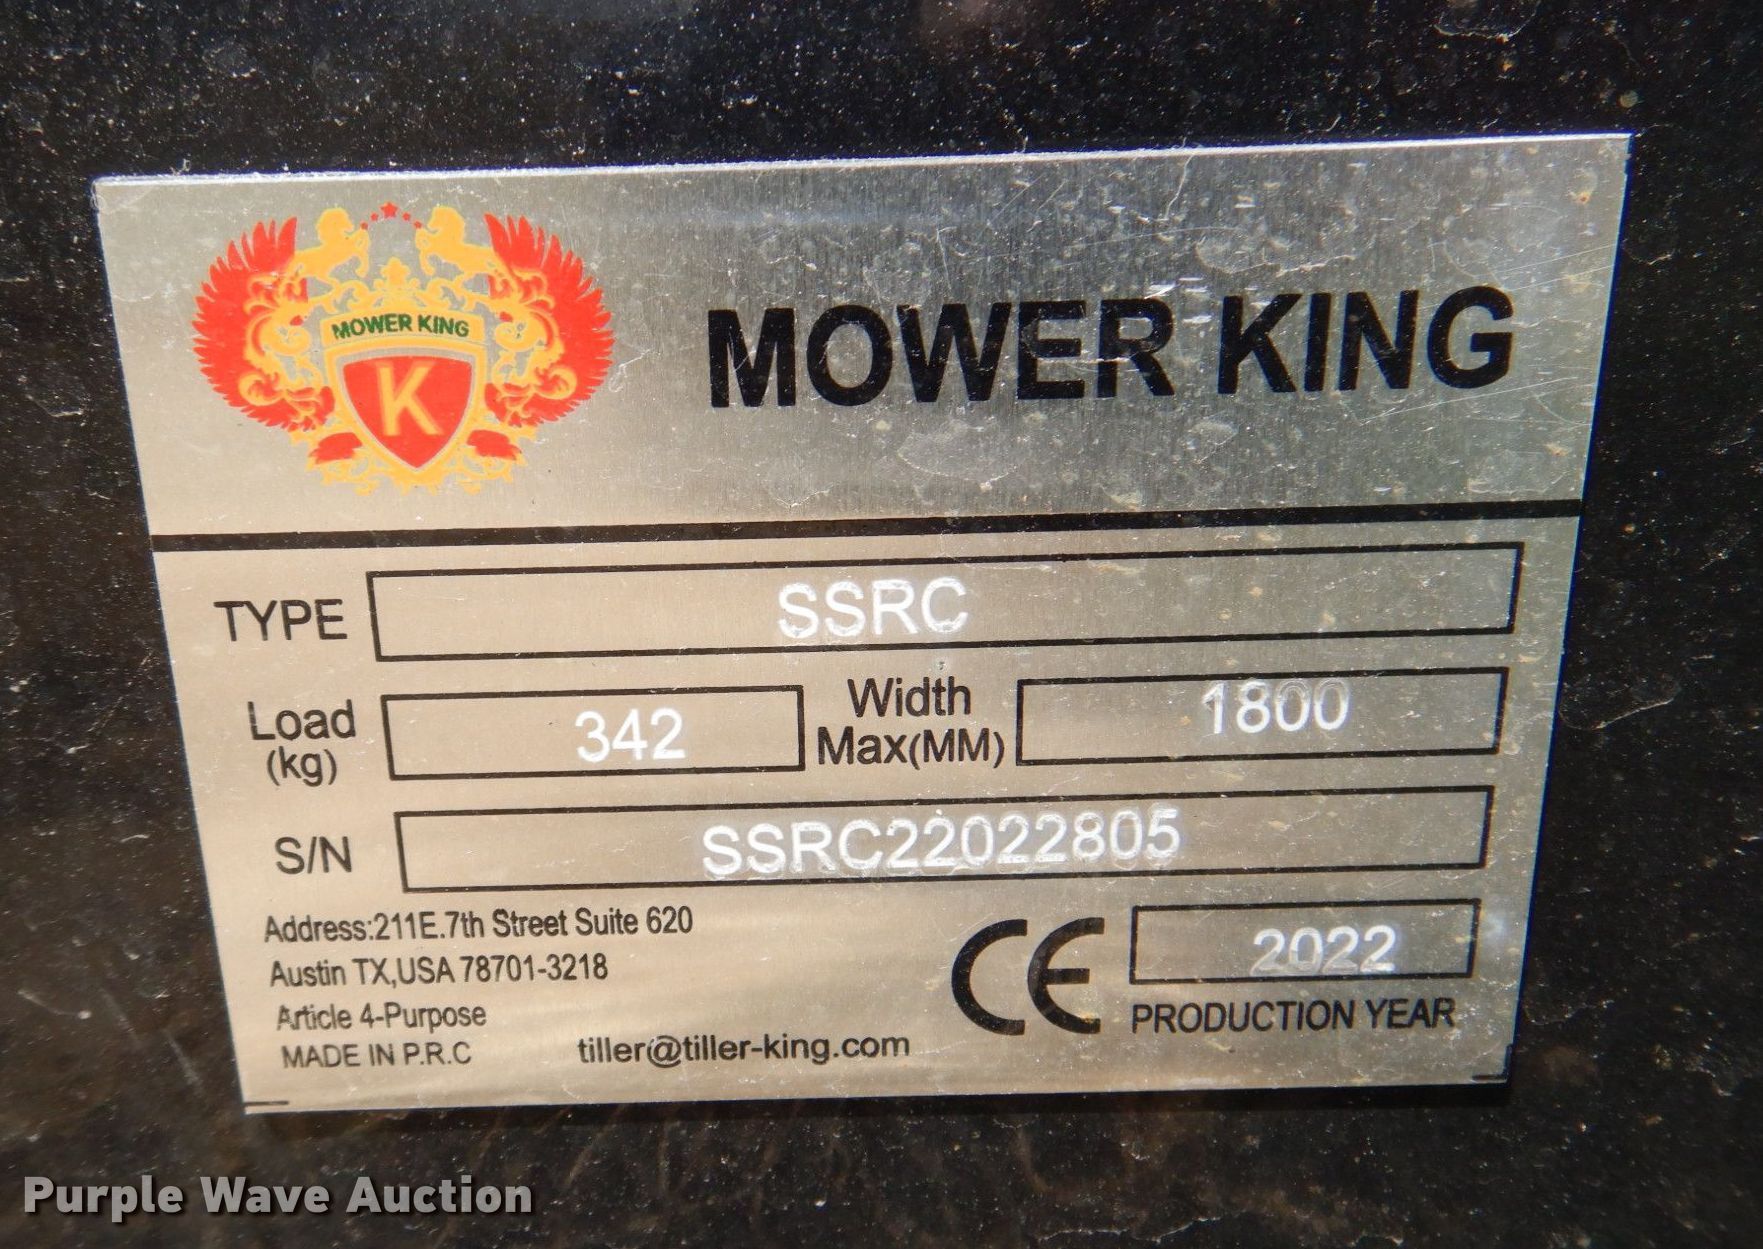 MOWER KING
K
MOWER KING
TYPE SSRC
Load (kg) 342 Width Max(MM) 1800
S/N SSRC22022805
Address:211E.7th Street Suite 620
Austin TX,USA 78701-3218
Article 4-Purpose
MADE IN P.R.C
tiller@tiller-king.com
CE
2022
PRODUCTION YEAR
Purple Wave Auction